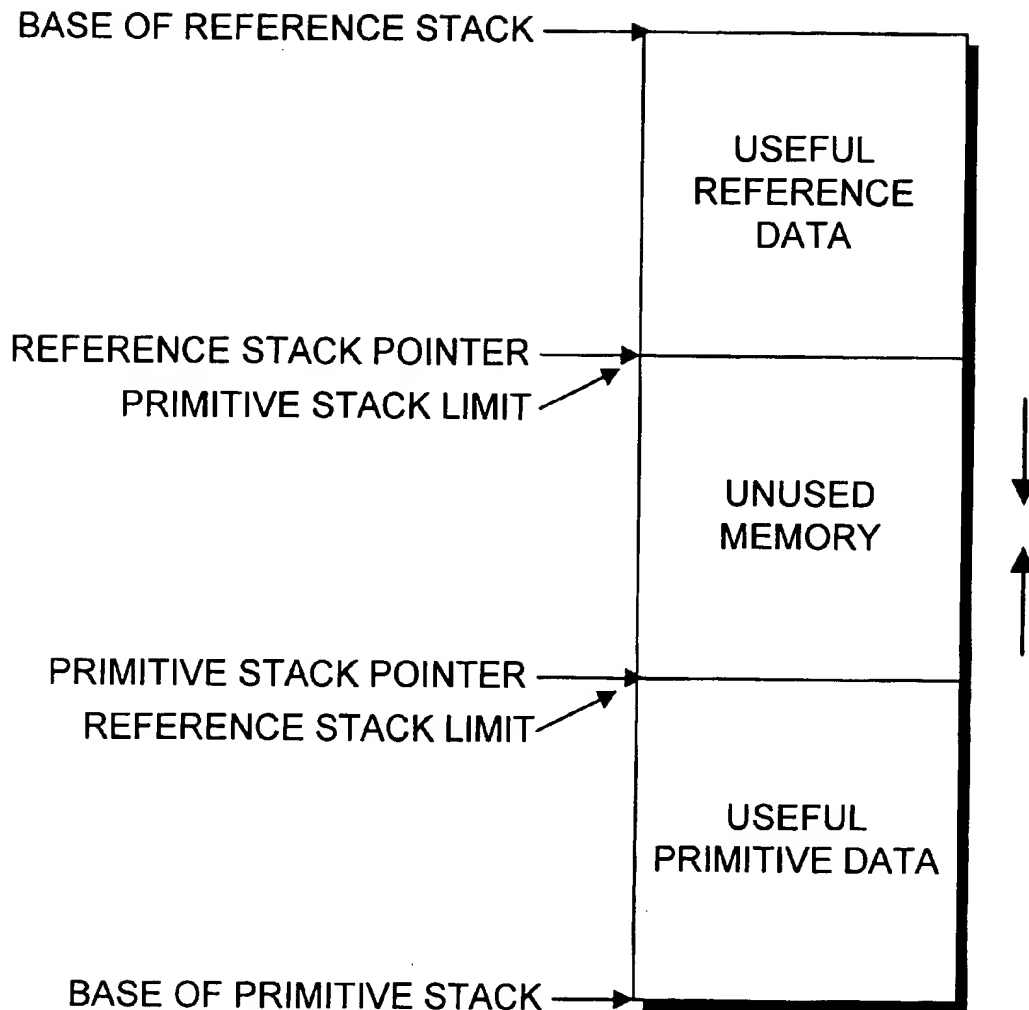 BASE OF REFERENCE STACK
USEFUL
REFERENCE
DATA
REFERENCE STACK POINTER
PRIMITIVE STACK LIMIT
UNUSED
MEMORY
PRIMITIVE STACK POINTER
REFERENCE STACK LIMIT
USEFUL
PRIMITIVE DATA
BASE OF PRIMITIVE STACK